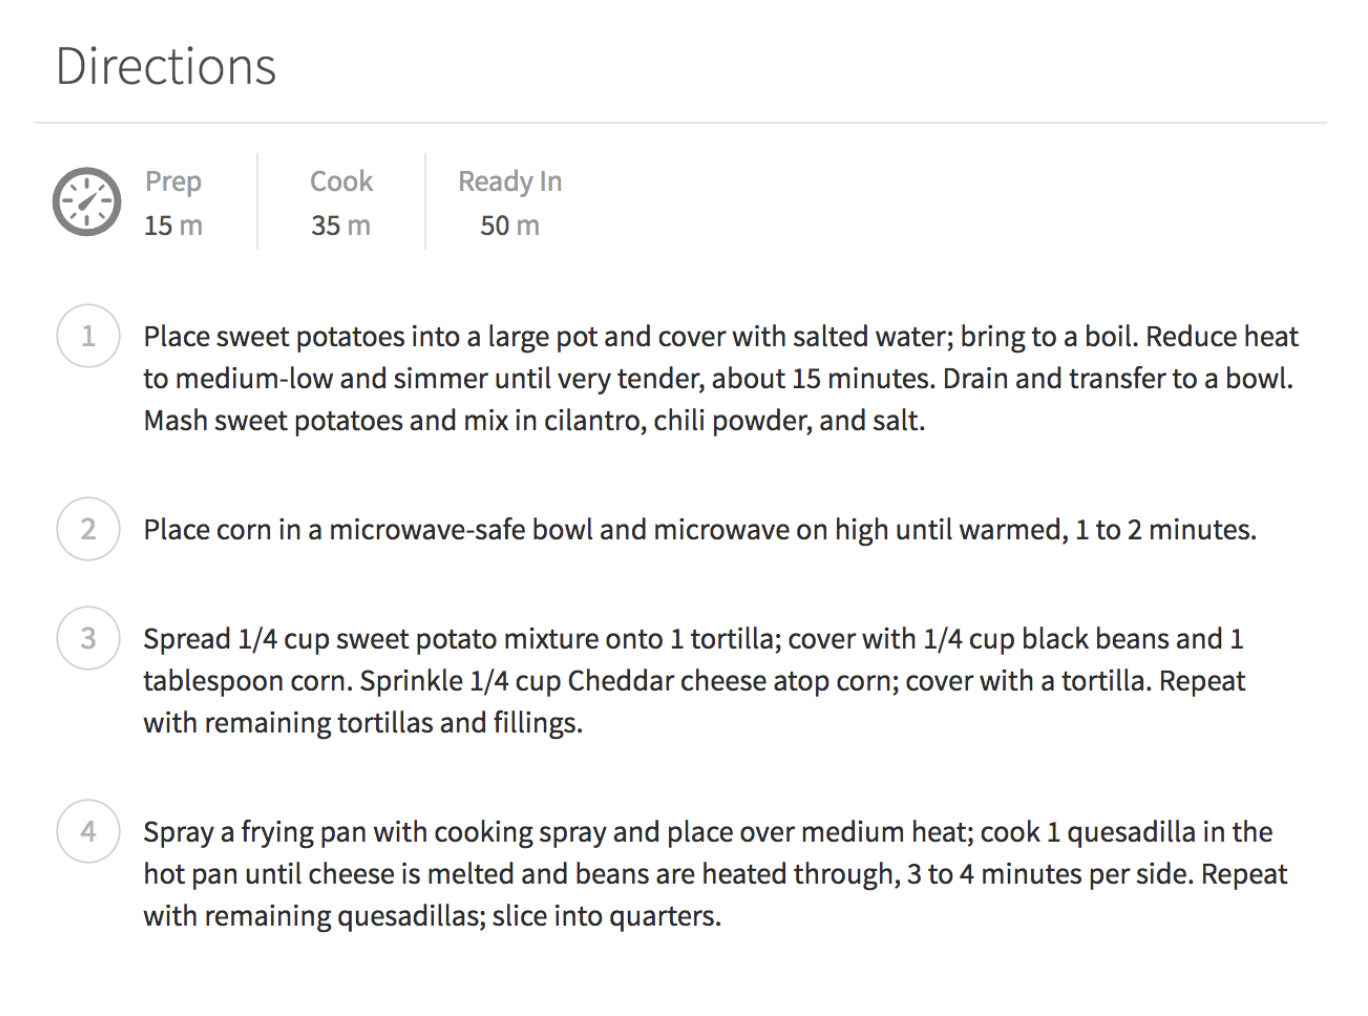 Directions
Prep
15 m
Cook
35 m
Ready In
50 m
1
Place sweet potatoes into a large pot and cover with salted water; bring to a boil. Reduce heat
to medium-low and simmer until very tender, about 15 minutes. Drain and transfer to a bowl.
Mash sweet potatoes and mix in cilantro, chili powder, and salt.
2
Place corn in a microwave-safe bowl and microwave on high until warmed, 1 to 2 minutes.
3
Spread 1/4 cup sweet potato mixture onto 1 tortilla; cover with 1/4 cup black beans and 1
tablespoon corn. Sprinkle 1/4 cup Cheddar cheese atop corn; cover with a tortilla. Repeat
with remaining tortillas and fillings.
4
Spray a frying pan with cooking spray and place over medium heat; cook 1 quesadilla in the
hot pan until cheese is melted and beans are heated through, 3 to 4 minutes per side. Repeat
with remaining quesadillas; slice into quarters.